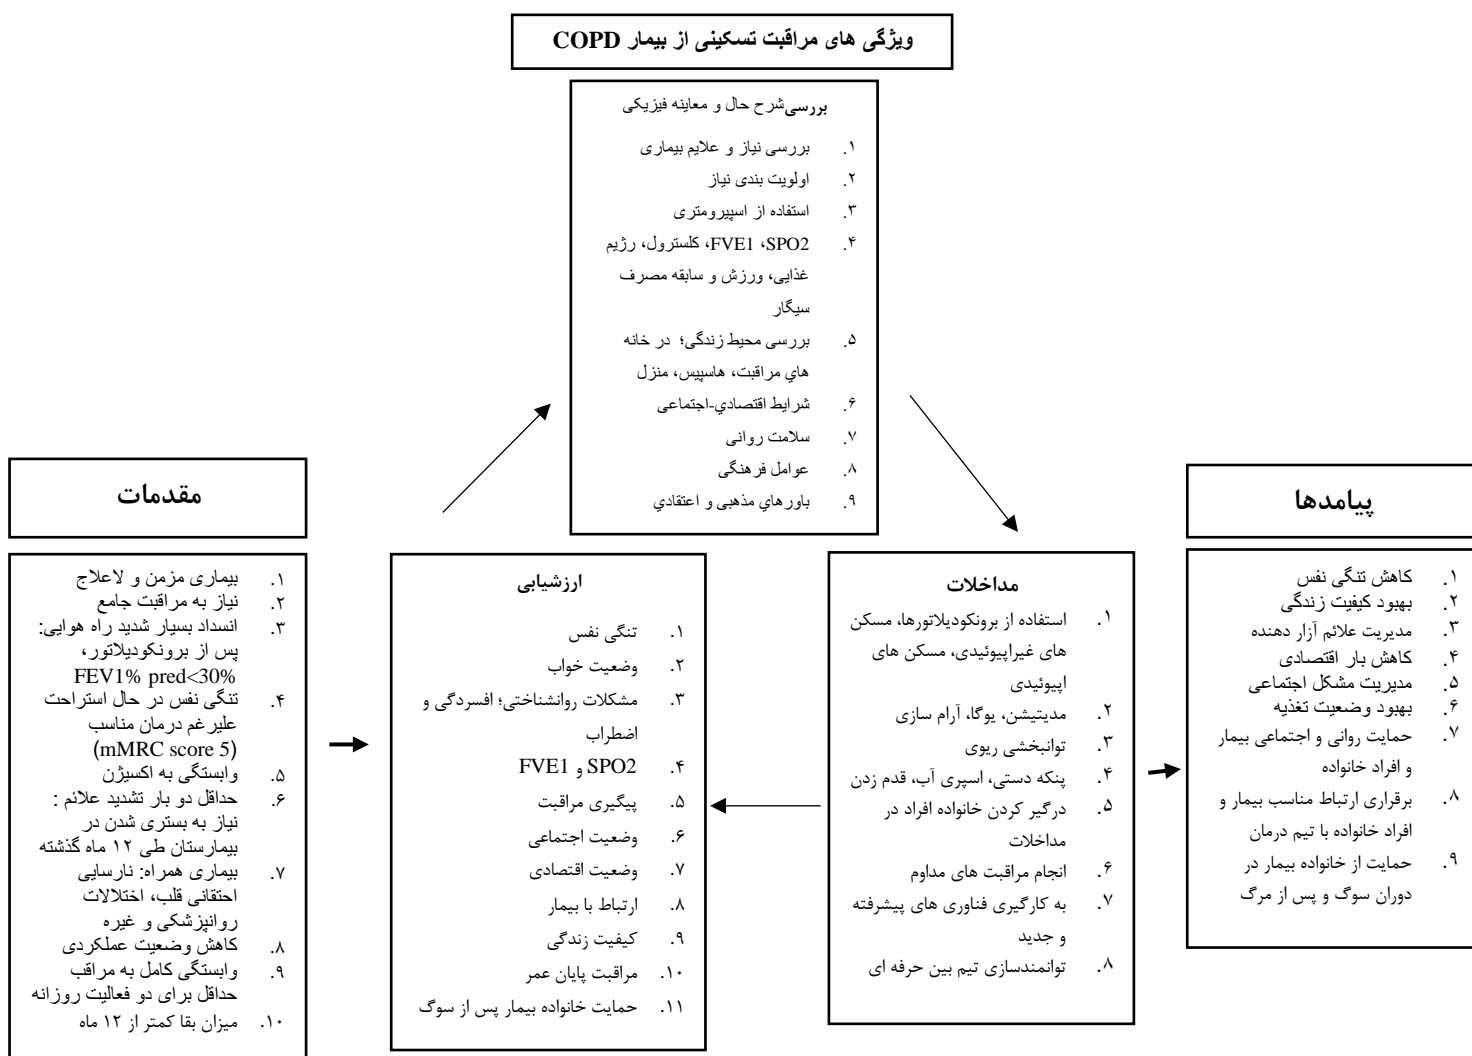 ویژگی های مراقبت تسکینی از بیمار COPD
بررسی شرح حال و معاینه فیزیکی
۱. بررسی نیاز و علایم بیماری
۲. اولویت بندی نیاز
۳. استفاده از اسپیرومتری
۴. FVE1 ،SPO2، کلسترول، رژیم
غذایی، ورزش و سابقه مصرف
سیگار
۵. بررسی محیط زندگی؛ در خانه
هاي مراقبت، هاسپیس، منزل
۶. شرایط اقتصادي-اجتماعی
۷. سلامت روانی
۸. عوامل فرهنگی
۹. باورهاي مذهبی و اعتقادي
پیامدها
۱. کاهش تنگی نفس
۲. بهبود کیفیت زندگی
۳. مدیریت علائم آزار دهنده
۴. کاهش بار اقتصادی
۵. مدیریت مشکل اجتماعی
۶. بهبود وضعیت تغذیه
۷. حمایت روانی و اجتماعی بیمار
و افراد خانواده
۸. برقراری ارتباط مناسب بیمار و
افراد خانواده با تیم درمان
۹. حمایت از خانواده بیمار در
دوران سوگ و پس از مرگ
مداخلات
۱. استفاده از برونکودیلاتورها، مسکن
های غیراپیوئیدی، مسکن های
اپیوئیدی
۲. مدیتیشن، یوگا، آرام سازی
۳. توانبخشی ریوی
۴. پنکه دستی، اسپری آب، قدم زدن
۵. درگیر کردن خانواده افراد در
مداخلات
۶. انجام مراقبت های مداوم
۷. به کارگیری فناوری های پیشرفته
و جدید
۸. توانمندسازی تیم بین حرفه ای
ارزشیابی
۱. تنگی نفس
۲. وضعیت خواب
۳. مشکلات روانشناختی؛ افسردگی و
اضطراب
۴. SPO2 و FVE1
۵. پیگیری مراقبت
۶. وضعیت اجتماعی
۷. وضعیت اقتصادی
۸. ارتباط با بیمار
۹. کیفیت زندگی
۱۰. مراقبت پایان عمر
۱۱. حمایت خانواده بیمار پس از سوگ
مقدمات
۱. بیماری مزمن و لاعلاج
۲. نیاز به مراقبت جامع
۳. انسداد بسیار شدید راه هوایی:
پس از برونکودیلاتور،
FEV1% pred<30%
۴. تنگی نفس در حال استراحت
علیرغم درمان مناسب
(mMRC score 5)
۵. وابستگی به اکسیژن
۶. حداقل دو بار تشدید علائم :
نیاز به بستری شدن در
بیمارستان طی ۱۲ ماه گذشته
۷. بیماری همراه: نارسایی
احتقانی قلب، اختلالات
روانپزشکی و غیره
۸. کاهش وضعیت عملکردی
۹. وابستگی کامل به مراقب
حداقل برای دو فعالیت روزانه
۱۰. میزان بقا کمتر از ۱۲ ماه